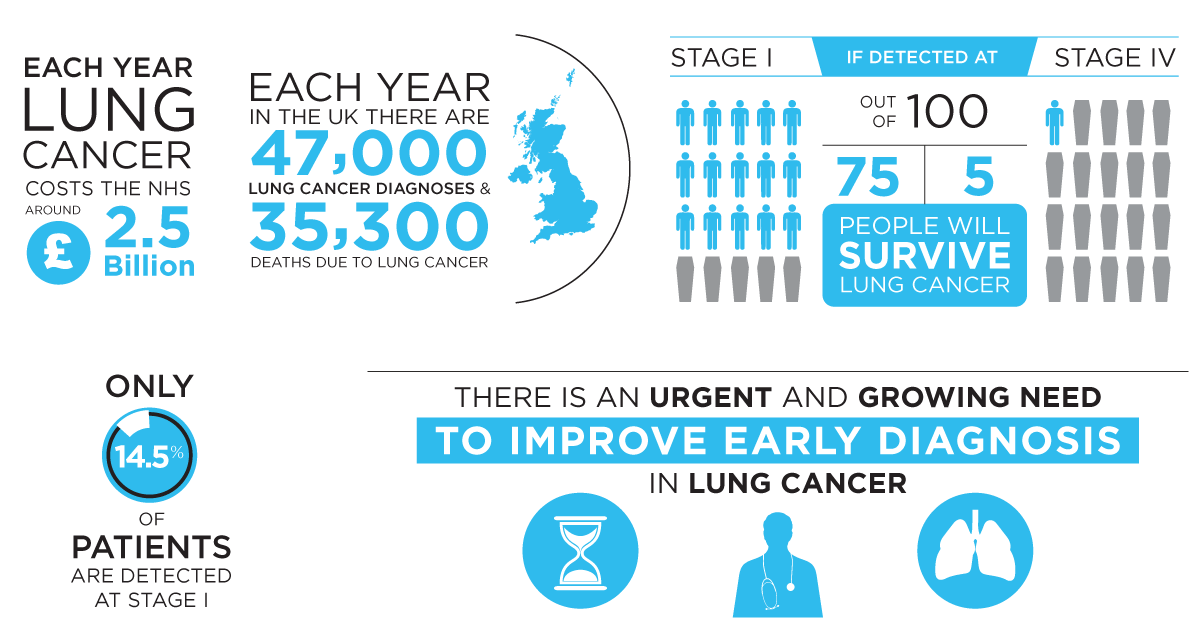 EACH YEAR
LUNG
CANCER
COSTS THE NHS
AROUND
£ 2.5
Billion
EACH YEAR
IN THE UK THERE ARE
47,000
LUNG CANCER DIAGNOSES &
35,300
DEATHS DUE TO LUNG CANCER
STAGE I
IF DETECTED AT
STAGE IV
OUT
OF 100
75 5
PEOPLE WILL
SURVIVE
LUNG CANCER
ONLY
14.5%
OF
PATIENTS
ARE DETECTED
AT STAGE I
THERE IS AN URGENT AND GROWING NEED
TO IMPROVE EARLY DIAGNOSIS
IN LUNG CANCER